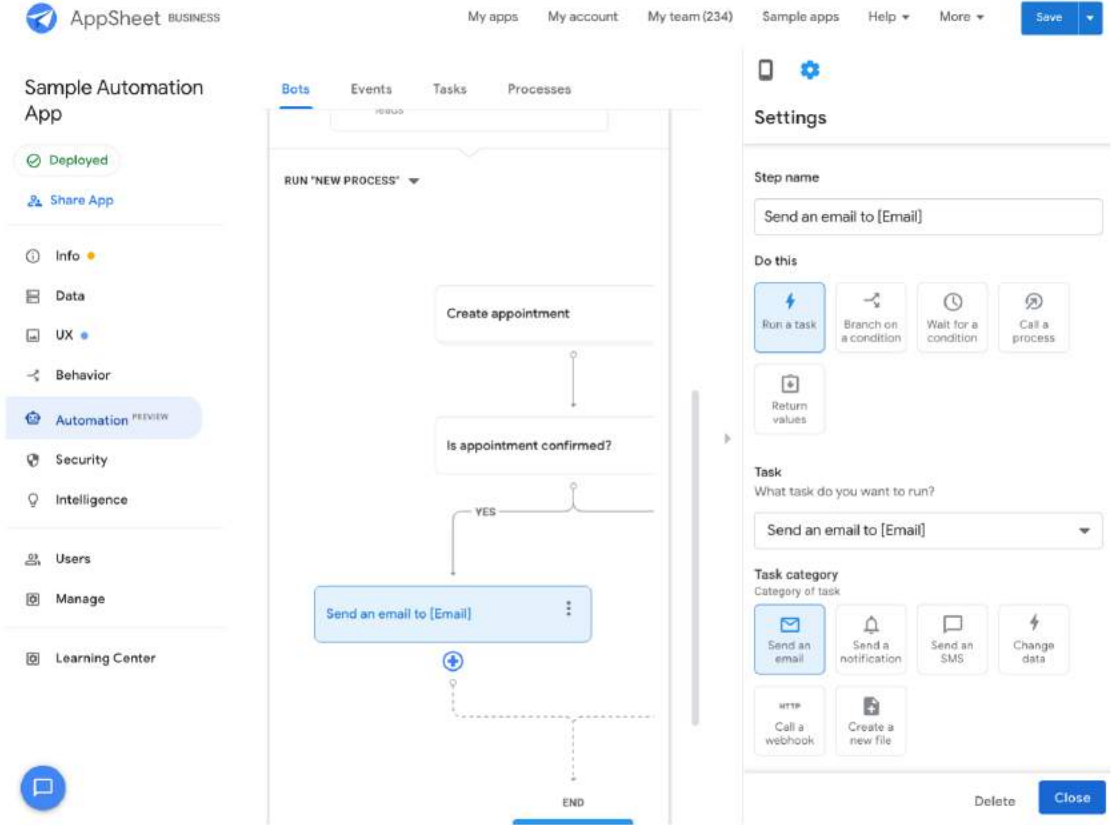 AppSheet BUSINESS
My apps
My account
My team (234)
Sample apps
Help
More
Save
Sample Automation
App
Deployed
Share App
Info
Data
UX
Behavior
Automation PREVIEW
Security
Intelligence
Users
Manage
Learning Center
Bots
Events
Tasks
Processes
leads
RUN "NEW PROCESS"
Create appointment
Is appointment confirmed?
YES
Send an email to [Email]
END
Settings
Step name
Send an email to [Email]
Do this
Run a task
Branch on
a condition
Wait for a
condition
Call a
process
Return
values
Task
What task do you want to run?
Send an email to [Email]
Task category
Category of task
Send an
email
Send a
notification
Send an
SMS
Change
data
HTTP
Call a
webhook
Create a
new file
Delete
Close